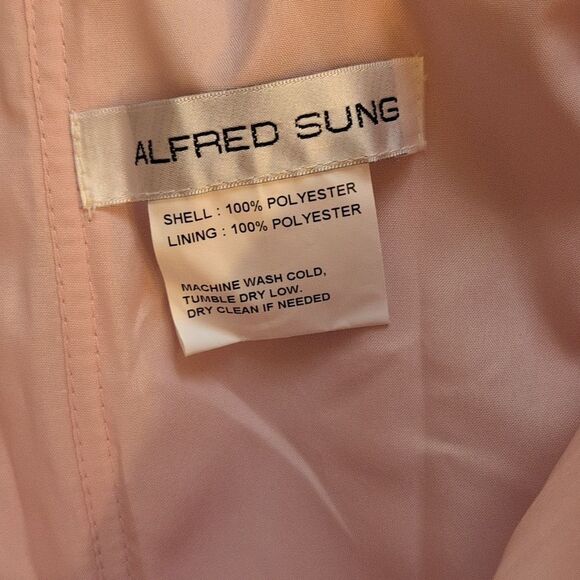 ALFRED SUNG
SHELL : 100% POLYESTER
LINING : 100% POLYESTER
MACHINE WASH COLD,
TUMBLE DRY LOW.
DRY CLEAN IF NEEDED